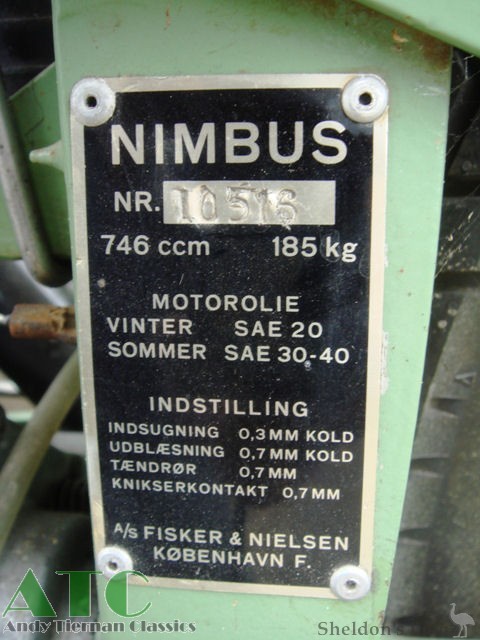 NIMBUS
NR. 10516
746 ccm 185 kg
MOTOROLIE
VINTER SAE 20
SOMMER SAE 30-40
INDSTILLING
INDSUGNING 0,3 MM KOLD
UDBLÆSNING 0,7 MM KOLD
TÆNDRØR 0,7 MM
KNIKSERKONTAKT 0,7 MM
A/S FISKER & NIELSEN
KØBENHAVN F.
ATC
Andy Tiernan Classics
Sheldon